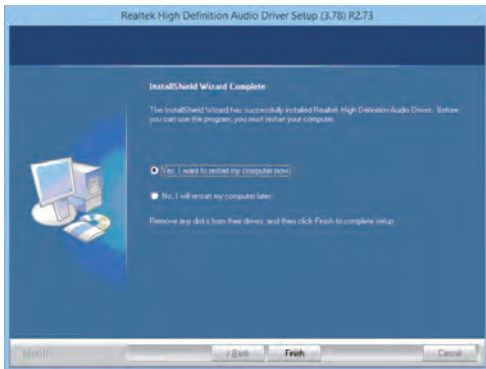 Realtek High Definition Audio Driver Setup (3.78) R2.73
InstallShield Wizard Complete
The InstallShield Wizard has successfully installed Realtek High Definition Audio Driver. Before
you can use the program, you must restart your computer.
Yes, I want to restart my computer now.
No, I will restart my computer later.
Remove any disks from their drives, and then click Finish to complete setup.
< Back
Finish
Cancel